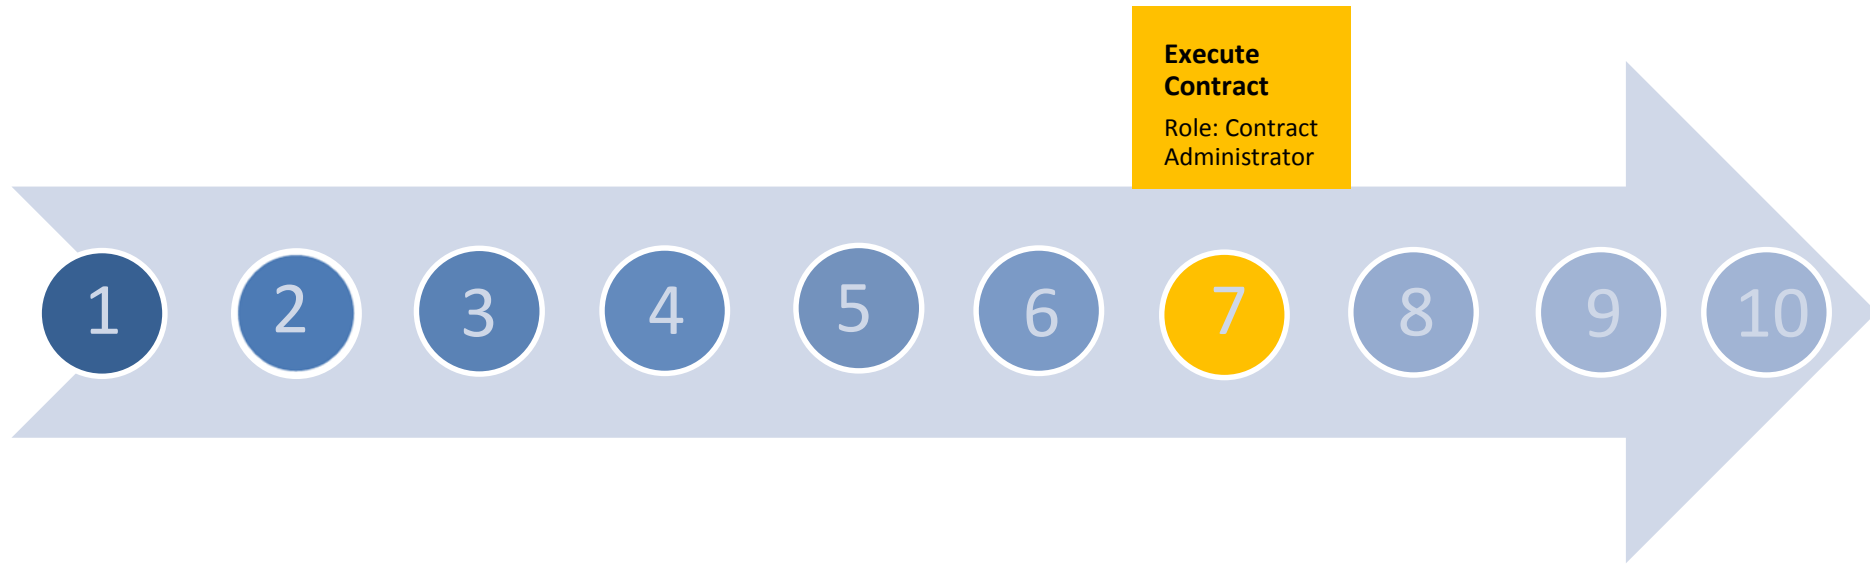 Execute
Contract
Role: Contract
Administrator
1 2 3 4 5 6 7 8 9 10